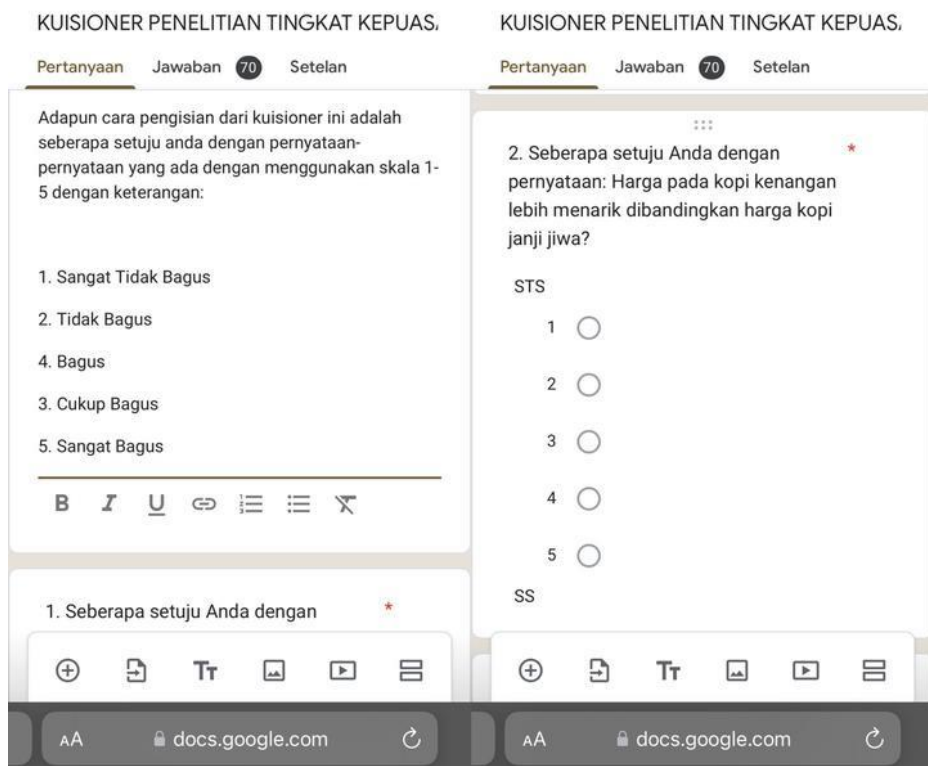 KUISIONER PENELITIAN TINGKAT KEPUAS
Pertanyaan Jawaban 70 Setelan
Adapun cara pengisian dari kuisioner ini adalah
seberapa setuju anda dengan pernyataan-
pernyataan yang ada dengan menggunakan skala 1-
5 dengan keterangan:
1. Sangat Tidak Bagus
2. Tidak Bagus
4. Bagus
3. Cukup Bagus
5. Sangat Bagus
B I U
1. Seberapa setuju Anda dengan *
Tт
AA docs.google.com
KUISIONER PENELITIAN TINGKAT KEPUAS
Pertanyaan Jawaban 70 Setelan
2. Seberapa setuju Anda dengan *
pernyataan: Harga pada kopi kenangan
lebih menarik dibandingkan harga kopi
janji jiwa?
STS
1
2
3
4
5
SS
Tт
AA docs.google.com